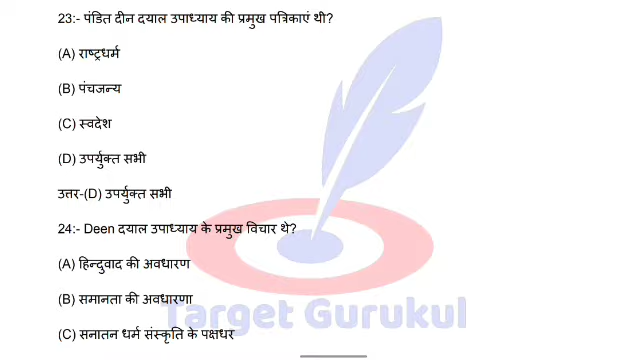 23:- पंडित दीन दयाल उपाध्याय की प्रमुख पत्रिकाएं थी?
(A) राष्ट्रधर्म
(B) पंचजन्य
(C) स्वदेश
(D) उपर्युक्त सभी
उत्तर-(D) उपर्युक्त सभी
24:- Deen दयाल उपाध्याय के प्रमुख विचार थे?
(A) हिन्दुवाद की अवधारण
(B) समानता की अवधारणा
Target Gurukul
(C) सनातन धर्म संस्कृति के पक्षधर